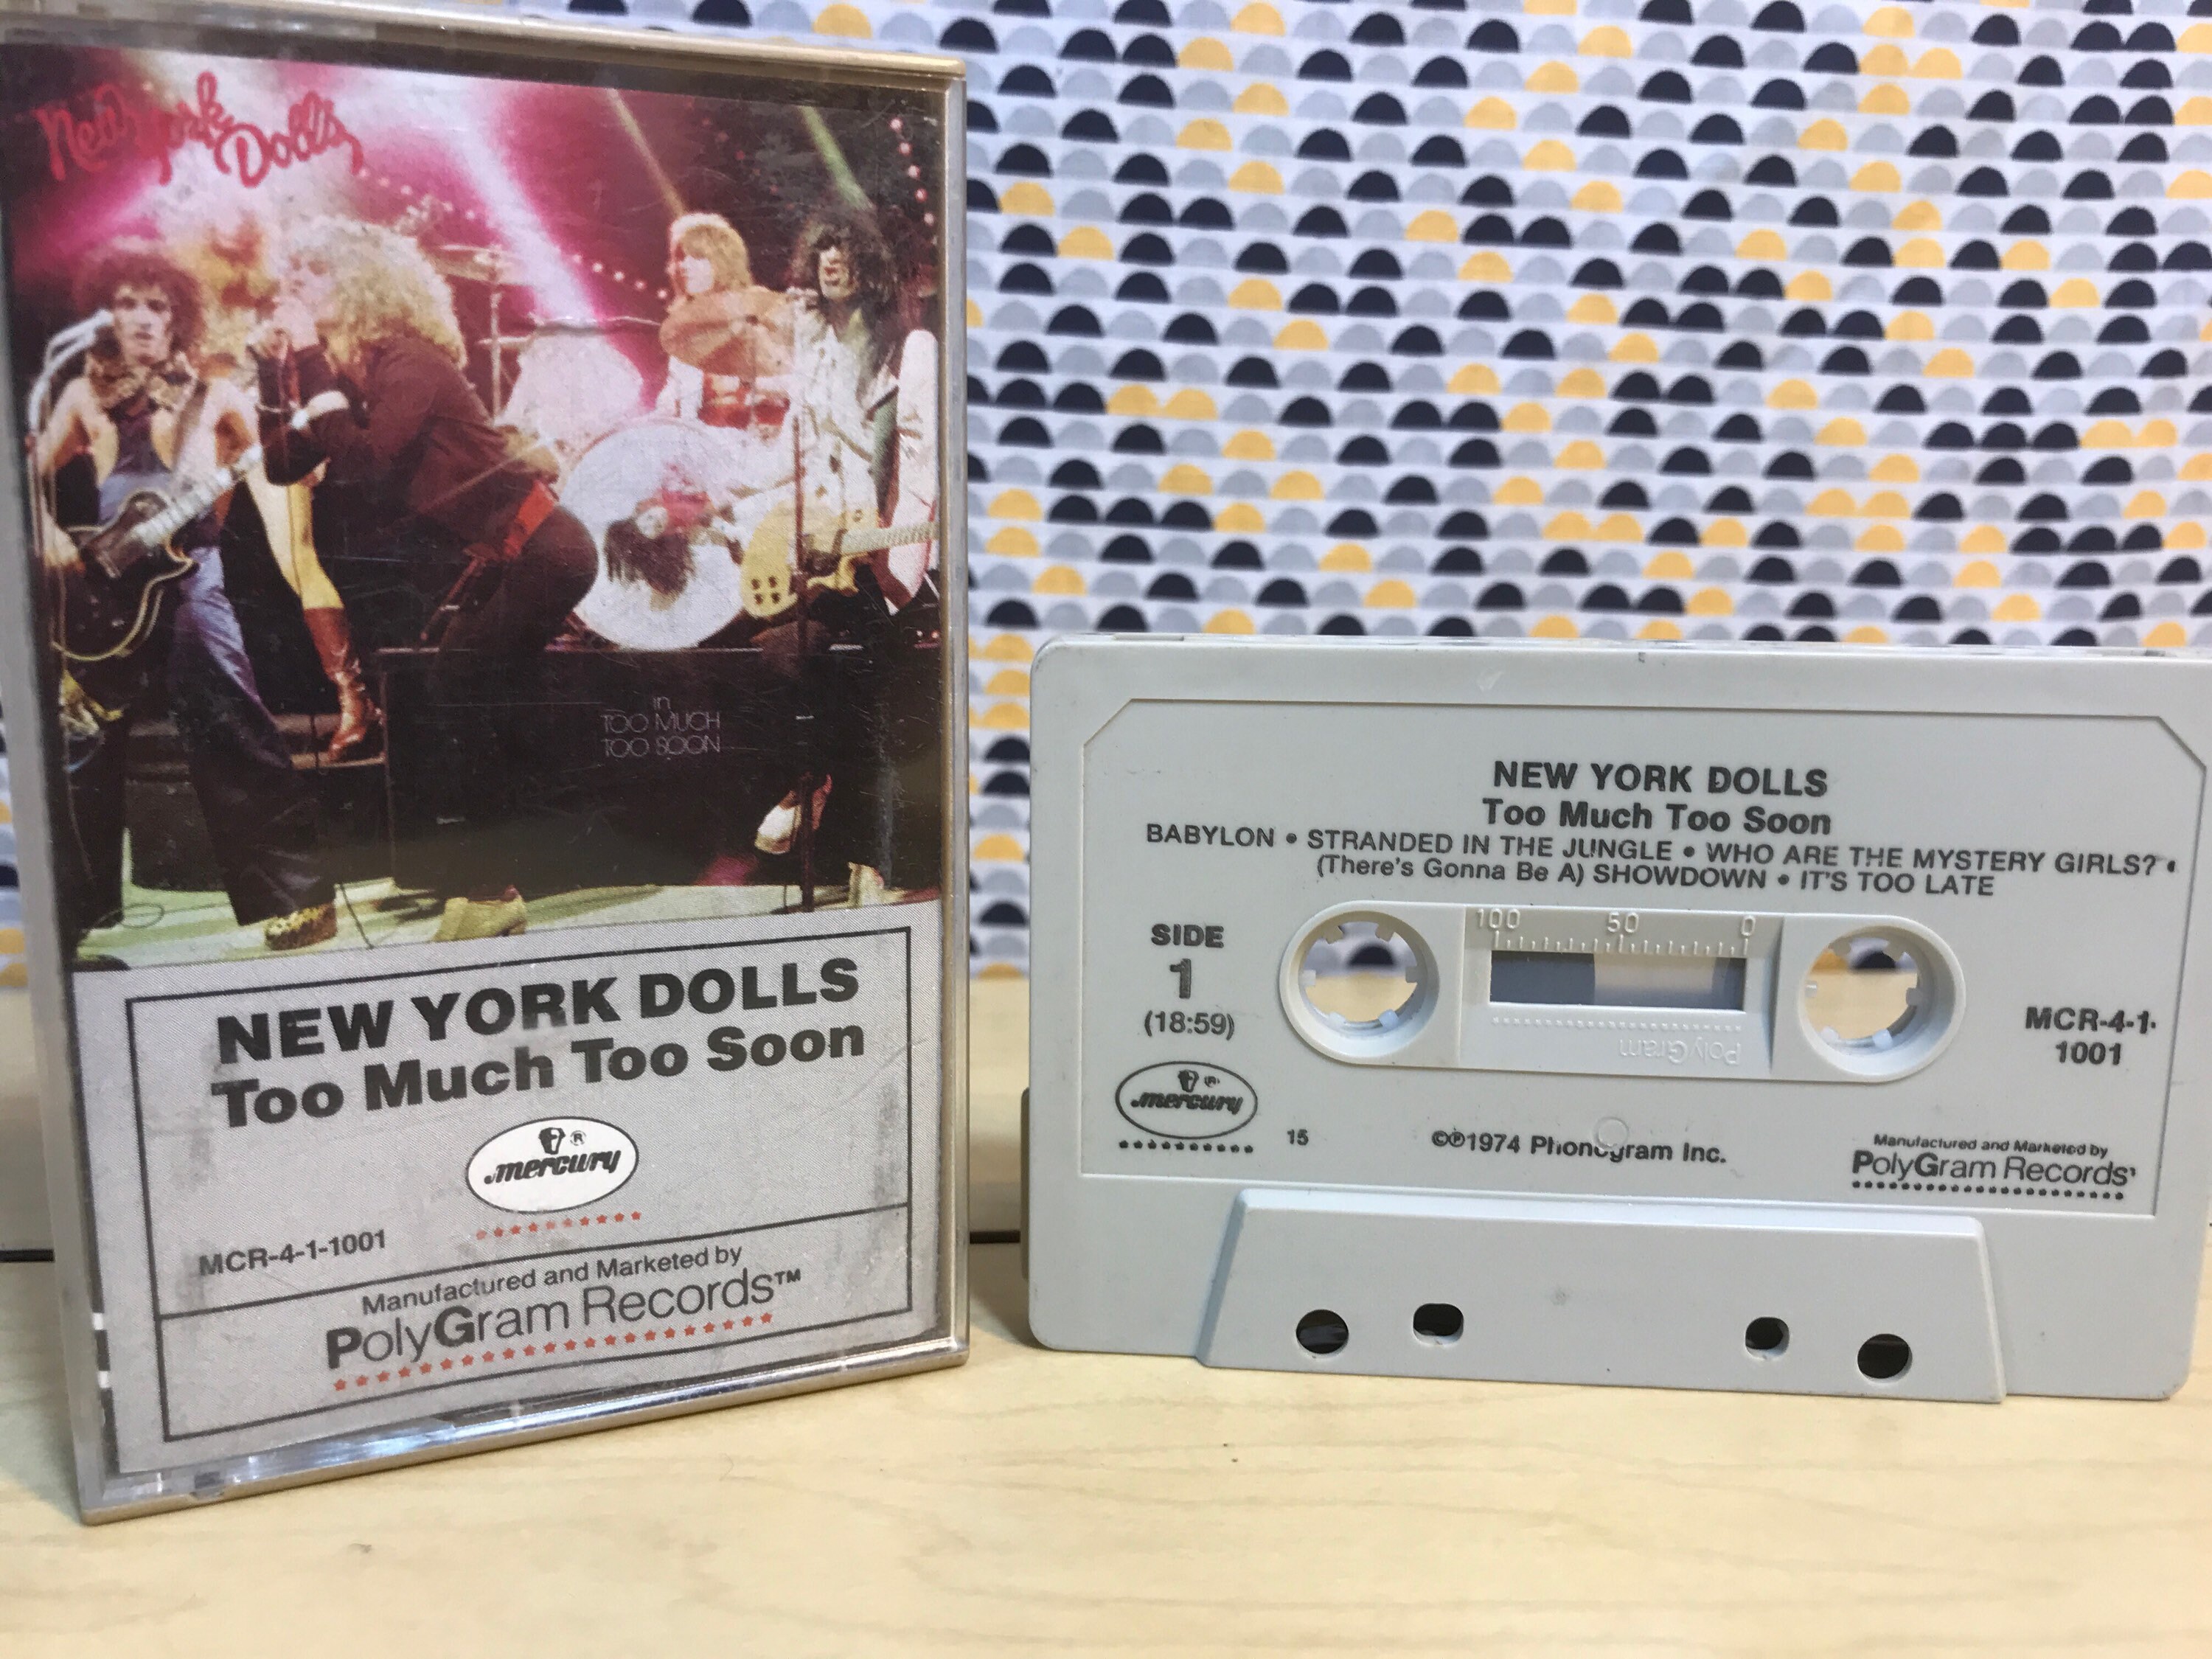 New York Dolls
in
TOO MUCH
TOO SOON
NEW YORK DOLLS
Too Much Too Soon
mercury
MCR-4-1-1001
Manufactured and Marketed by
PolyGram Records™
NEW YORK DOLLS
Too Much Too Soon
BABYLON • STRANDED IN THE JUNGLE • WHO ARE THE MYSTERY GIRLS? •
(There's Gonna Be A) SHOWDOWN • IT'S TOO LATE
SIDE
1
(18:59)
100 50 0
PolyGram
MCR-4-1-
1001
mercury
15
©℗1974 Phonogram Inc.
Manufactured and Marketed by
PolyGram Records